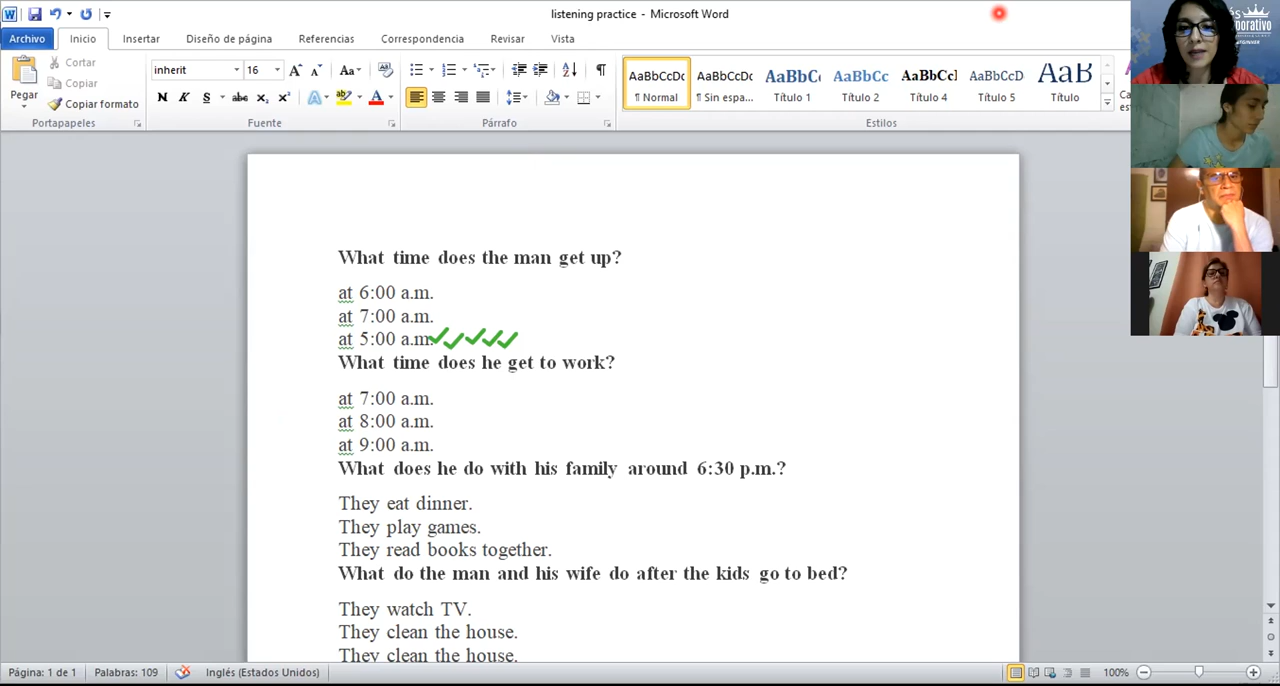 listening practice - Microsoft Word
Archivo Inicio Insertar Diseño de página Referencias Correspondencia Revisar Vista
Pegar
Cortar
Copiar
Copiar formato
Portapapeles
inherit 16
Fuente
Párrafo
AaBbCcDc AaBbCcDc AaBbC AaBbCc AaBbCcI AaBbCcD AaB
¶ Normal ¶ Sin espa... Título 1 Título 2 Título 4 Título 5 Título
Estilos
What time does the man get up?
at 6:00 a.m.
at 7:00 a.m.
at 5:00 a.m.
What time does he get to work?
at 7:00 a.m.
at 8:00 a.m.
at 9:00 a.m.
What does he do with his family around 6:30 p.m.?
They eat dinner.
They play games.
They read books together.
What do the man and his wife do after the kids go to bed?
They watch TV.
They clean the house.
They clean the house.
Página: 1 de 1 Palabras: 109 Inglés (Estados Unidos) 100%